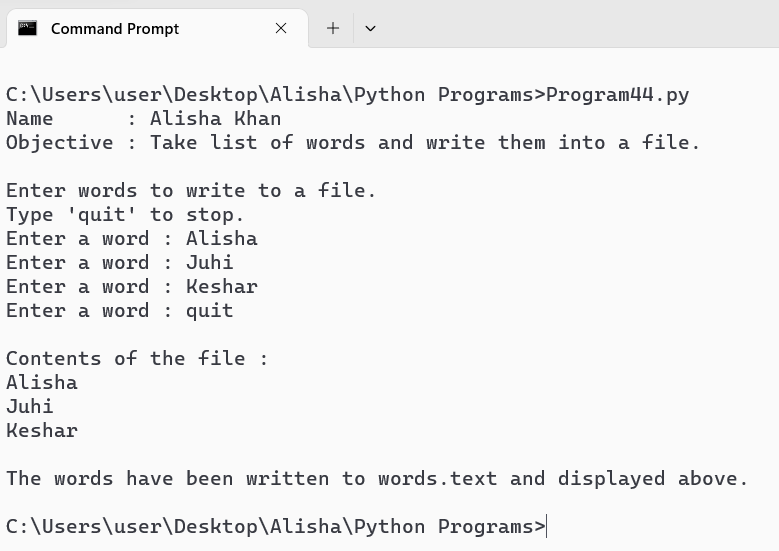 Command Prompt
C:\Users\user\Desktop\Alisha\Python Programs>Program44.py
Name      : Alisha Khan
Objective : Take list of words and write them into a file.
Enter words to write to a file.
Type 'quit' to stop.
Enter a word : Alisha
Enter a word : Juhi
Enter a word : Keshar
Enter a word : quit
Contents of the file :
Alisha
Juhi
Keshar
The words have been written to words.text and displayed above.
C:\Users\user\Desktop\Alisha\Python Programs>